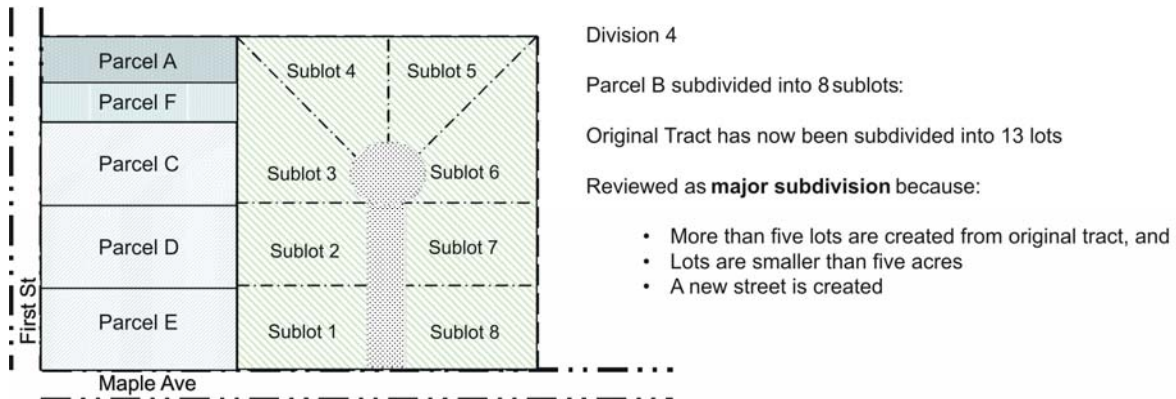 Parcel A
Parcel F
Parcel C
Parcel D
Parcel E
First St
Maple Ave
Sublot 4
Sublot 5
Sublot 3
Sublot 6
Sublot 2
Sublot 7
Sublot 1
Sublot 8
Division 4
Parcel B subdivided into 8 sublots:
Original Tract has now been subdivided into 13 lots
Reviewed as major subdivision because:
• More than five lots are created from original tract, and
• Lots are smaller than five acres
• A new street is created